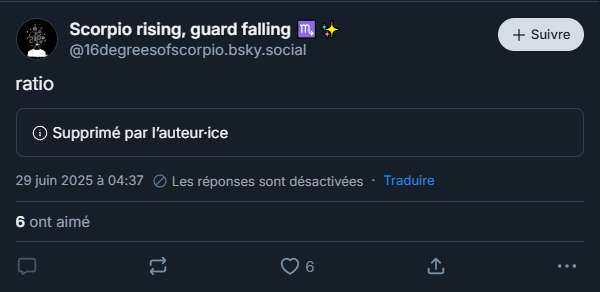 Scorpio rising, guard falling ♏ ✨
@16degreesofscorpio.bsky.social
+ Suivre
ratio
Supprimé par l’auteur·ice
29 juin 2025 à 04:37 Les réponses sont désactivées · Traduire
6 ont aimé
6